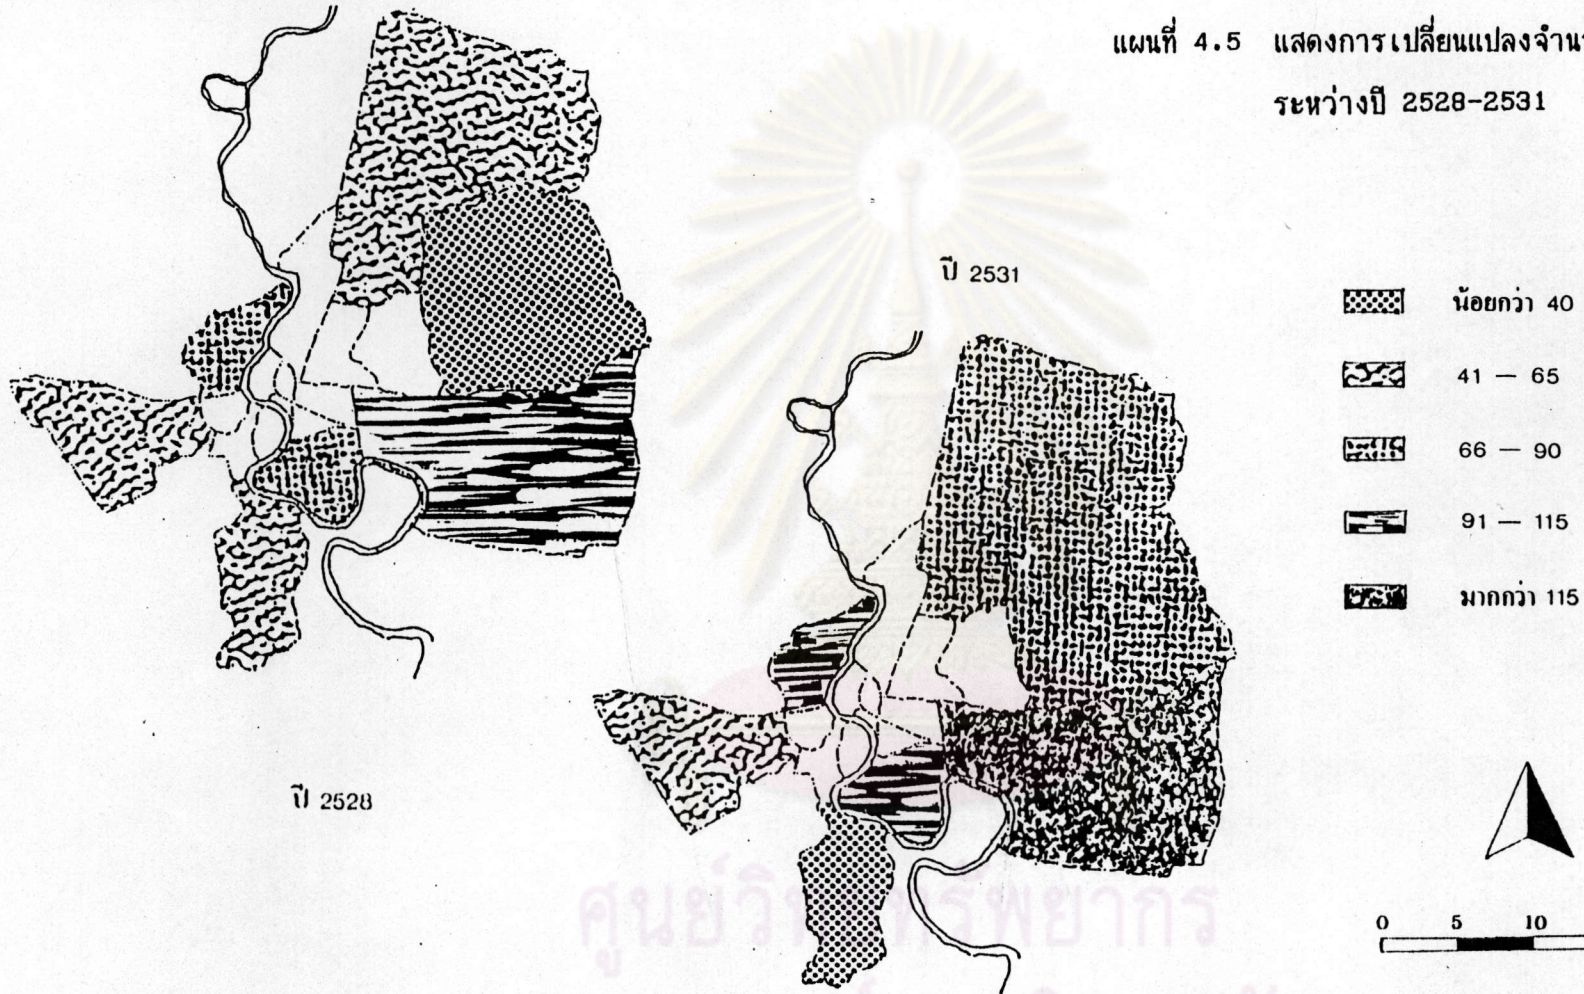 แผนที่ 4.5 แสดงการเปลี่ยนแปลงจำน
ระหว่างปี 2528-2531
ปี 2531
น้อยกว่า 40
41 — 65
66 — 90
91 — 115
มากกว่า 115
ปี 2528
0 5 10